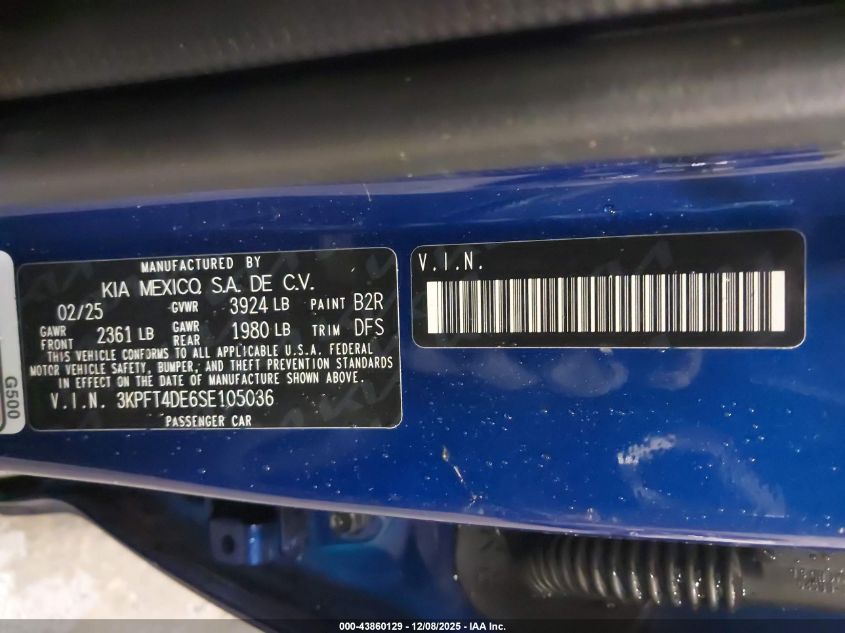 MANUFACTURED BY
KIA MEXICO, S.A. DE C.V.
02/25 GVWR 3924 LB PAINT B2R
GAWR FRONT 2361 LB GAWR REAR 1980 LB TRIM DFS
THIS VEHICLE CONFORMS TO ALL APPLICABLE U.S.A. FEDERAL
MOTOR VEHICLE SAFETY, BUMPER, AND THEFT PREVENTION STANDARDS
IN EFFECT ON THE DATE OF MANUFACTURE SHOWN ABOVE.
V.I.N. 3KPFT4DE6SE105036
PASSENGER CAR
V.I.N.
G500
000-43860129 - 12/08/2025 - IAA Inc.